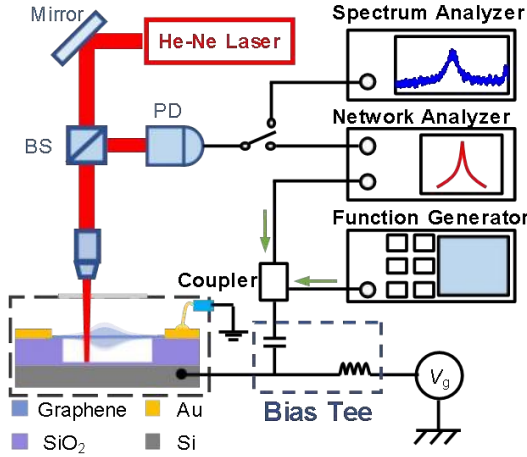 Mirror
He-Ne Laser
Spectrum Analyzer
PD
BS
Network Analyzer
Function Generator
Coupler
Bias Tee
Vg
Graphene
Au
SiO2
Si